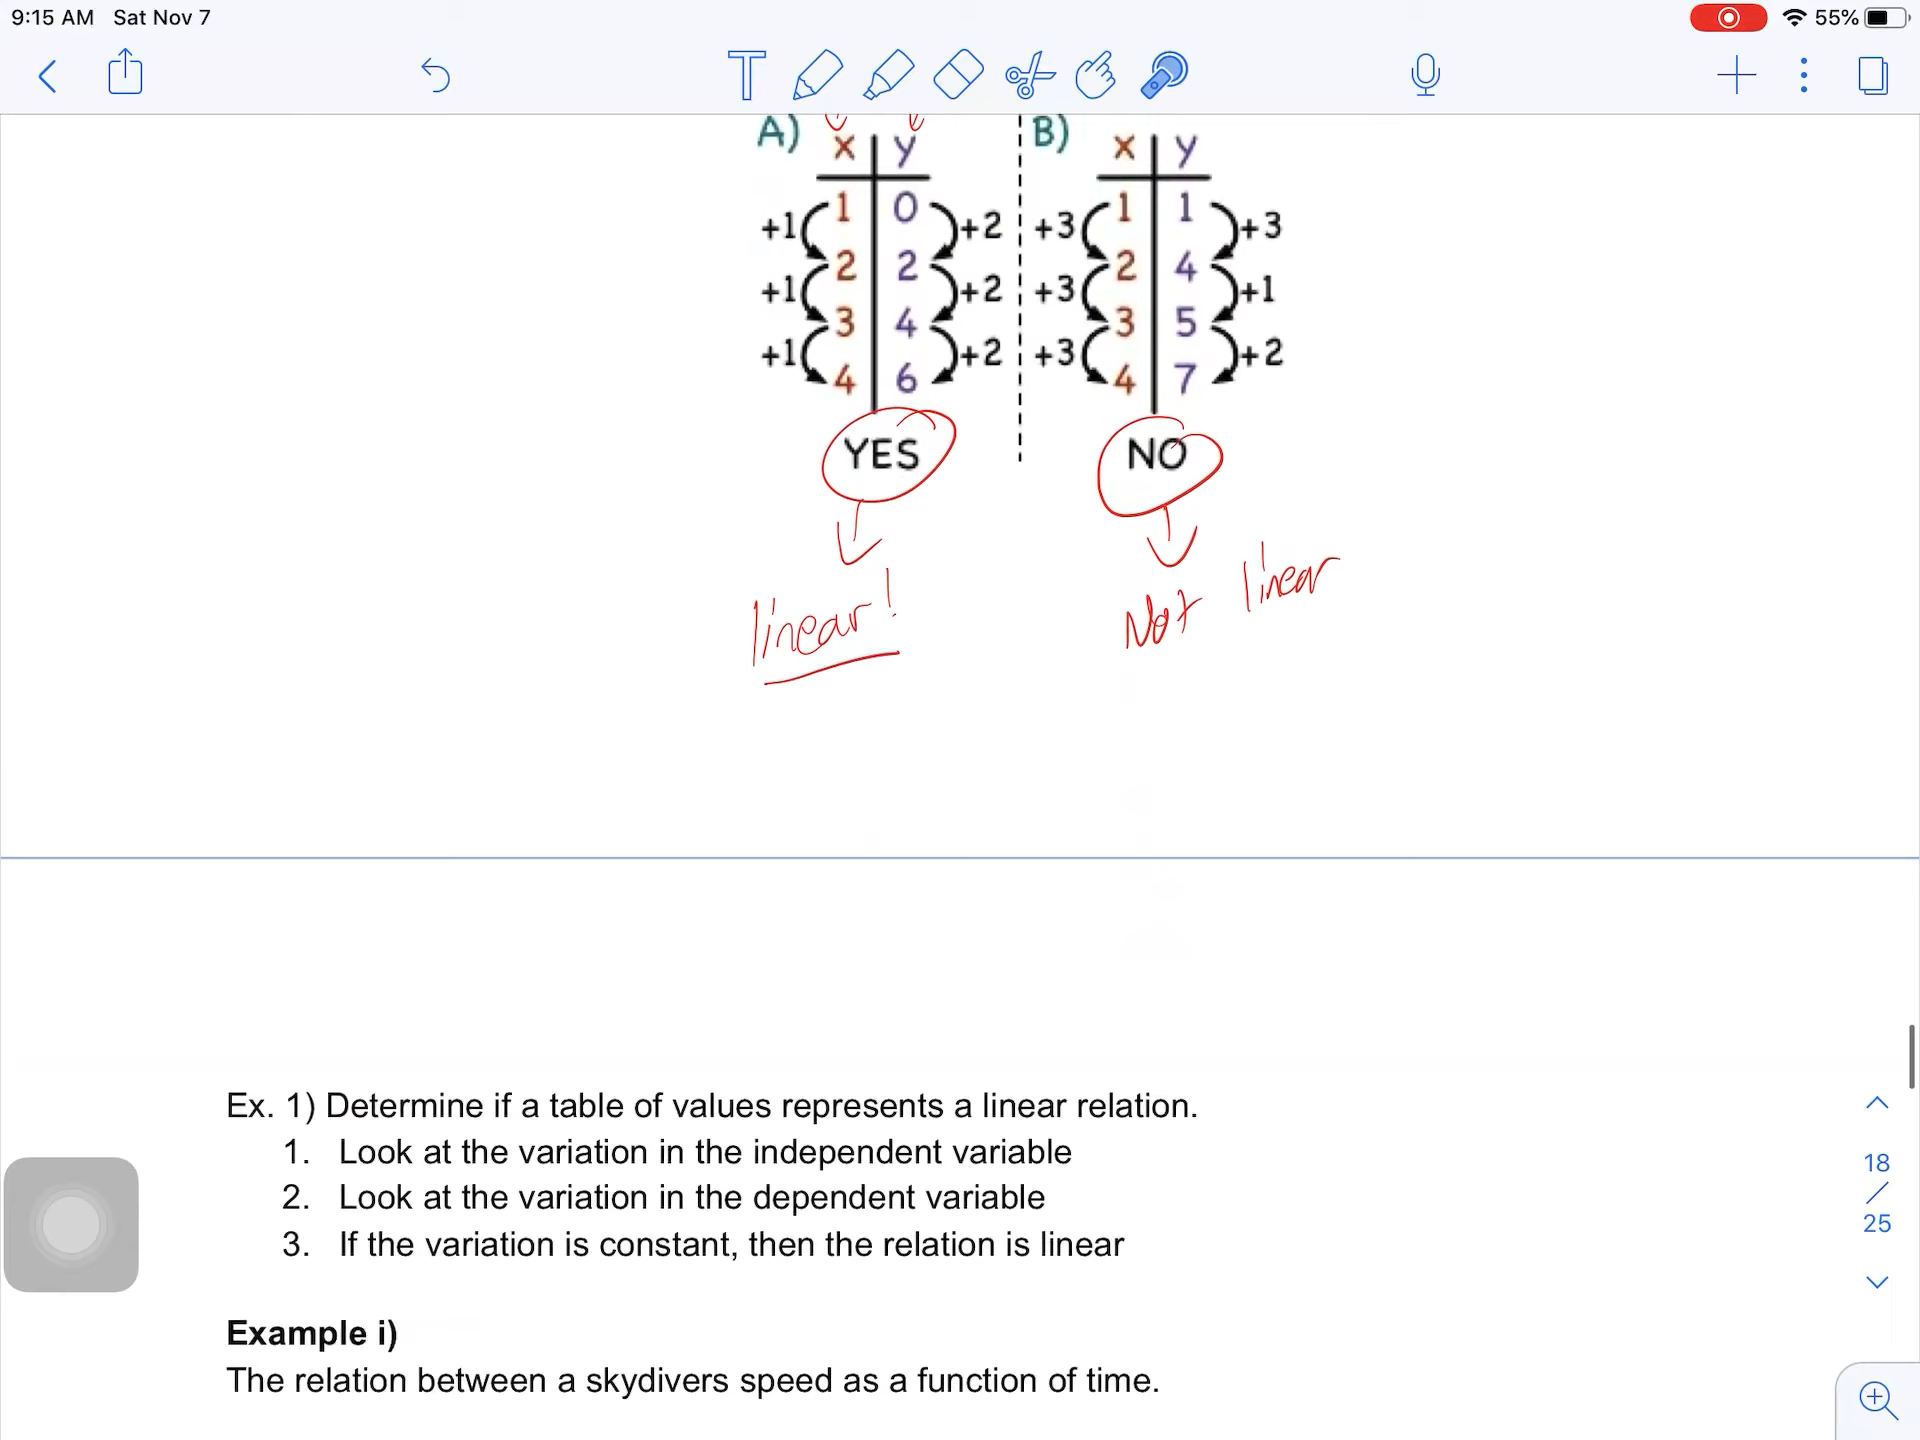 9:15 AM Sat Nov 7 55%
T
A) x y B) x y
1 0 1 1
+1 +2 +3 +3
2 2 2 4
+1 +2 +3 +1
3 4 3 5
+1 +2 +3 +2
4 6 4 7
YES NO
linear! Not linear
Ex. 1) Determine if a table of values represents a linear relation.
1. Look at the variation in the independent variable
2. Look at the variation in the dependent variable
3. If the variation is constant, then the relation is linear
18
/
25
Example i)
The relation between a skydivers speed as a function of time.